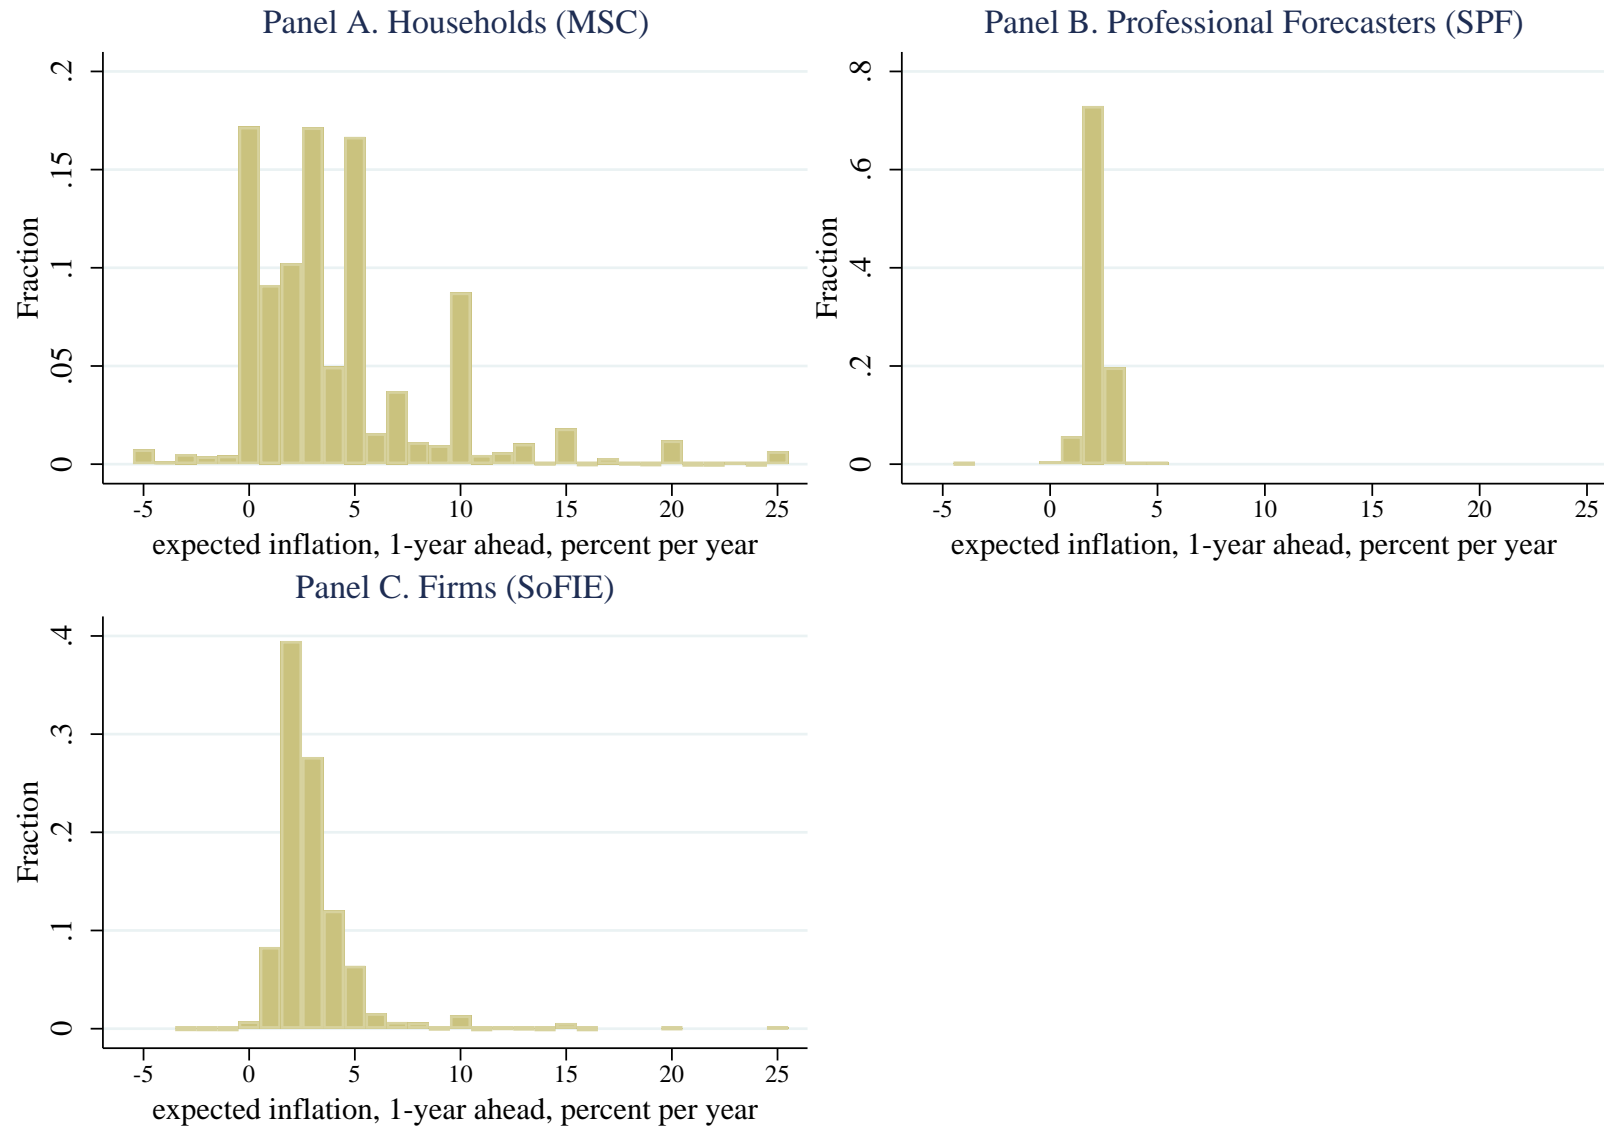 Panel A. Households (MSC)
Fraction
.2
.15
.1
.05
0
-5 0 5 10 15 20 25
expected inflation, 1-year ahead, percent per year
Panel B. Professional Forecasters (SPF)
Fraction
.8
.6
.4
.2
0
-5 0 5 10 15 20 25
expected inflation, 1-year ahead, percent per year
Panel C. Firms (SoFIE)
Fraction
.4
.3
.2
.1
0
-5 0 5 10 15 20 25
expected inflation, 1-year ahead, percent per year